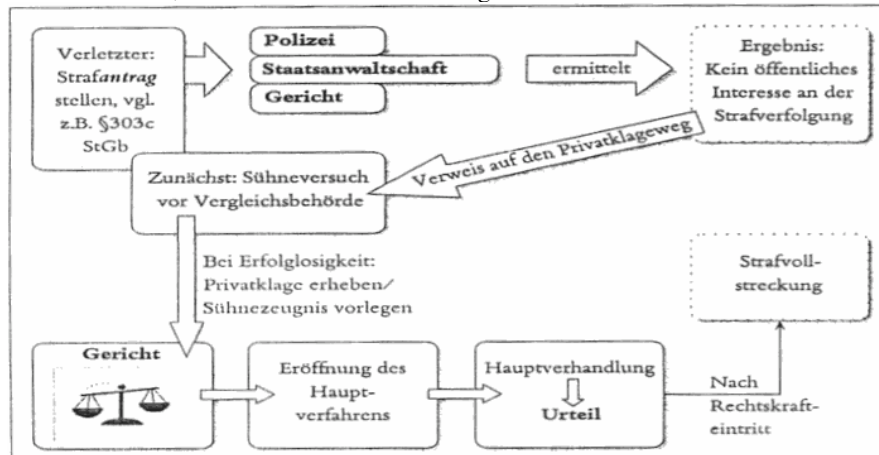 Verletzter:
Strafantrag
stellen, vgl.
z.B. §303c
StGb
Polizei
Staatsanwaltschaft
Gericht
ermittelt
Ergebnis:
Kein öffentliches
Interesse an der
Strafverfolgung
Verweis auf den Privatklageweg
Zunächst: Sühneversuch
vor Vergleichsbehörde
Bei Erfolglosigkeit:
Privatklage erheben/
Sühnezeugnis vorlegen
Gericht
Eröffnung des
Haupt-
verfahrens
Hauptverhandlung
Urteil
Nach
Rechtskraft-
eintritt
Strafvoll-
streckung